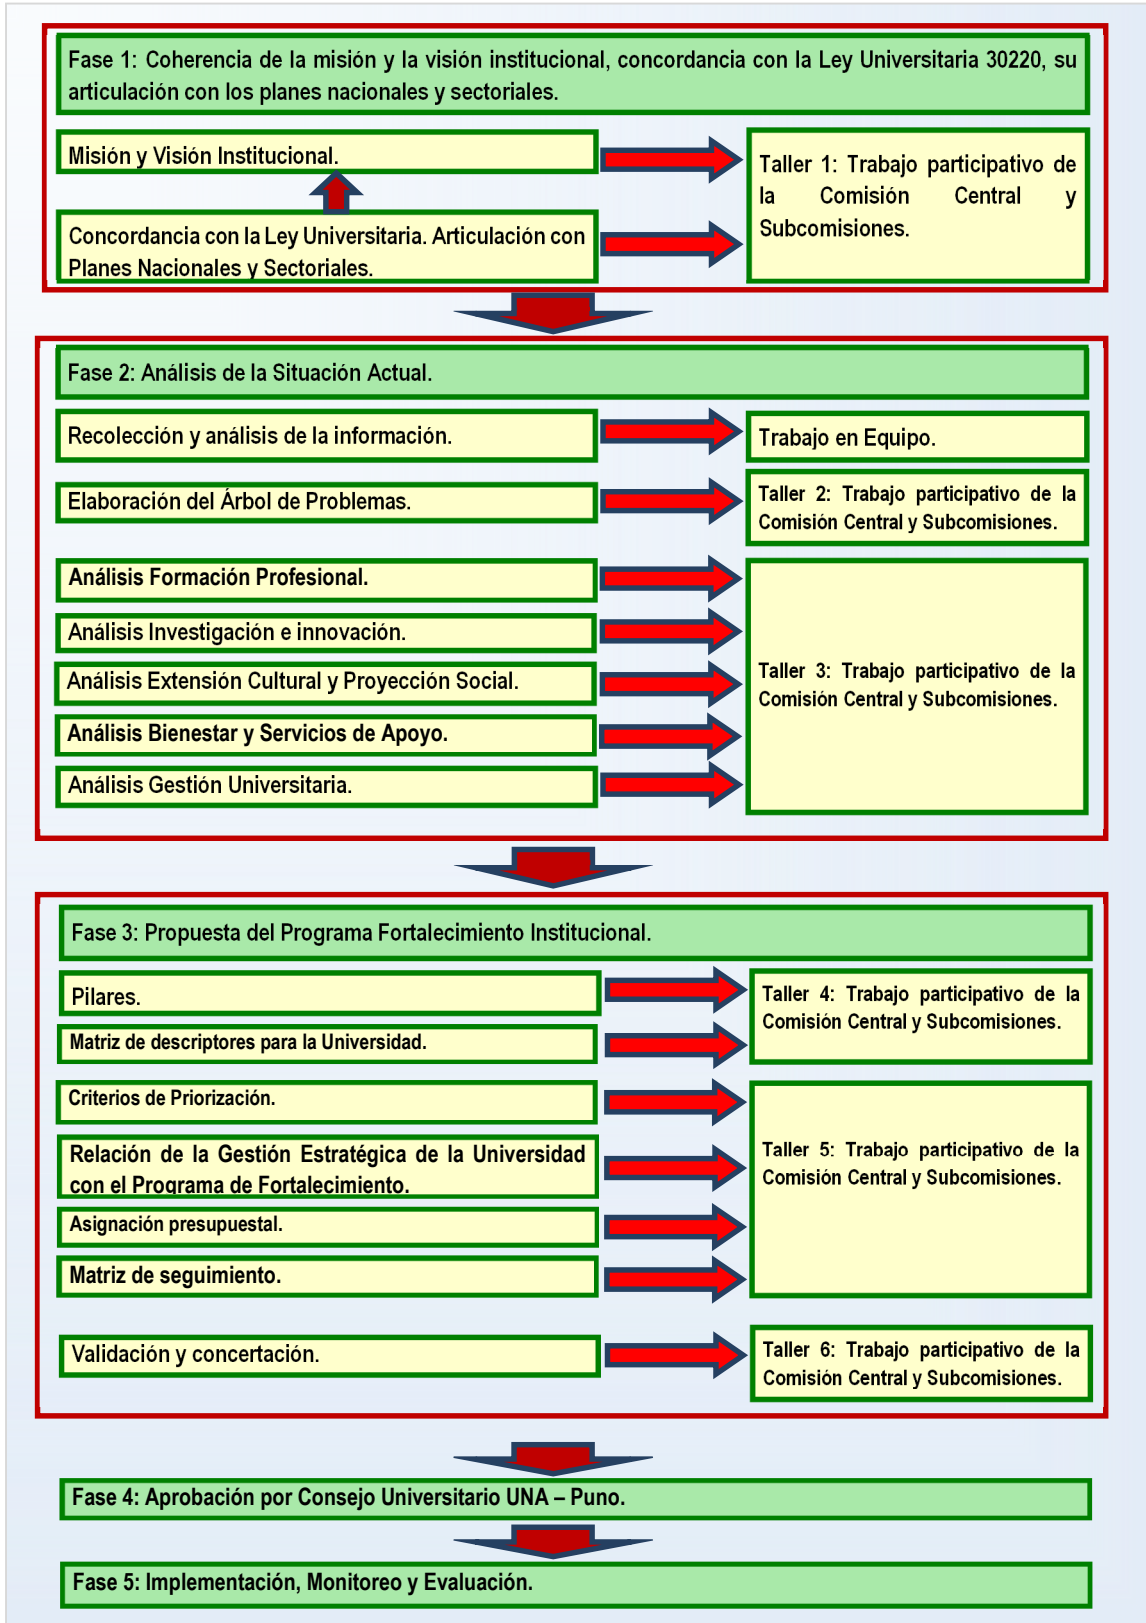 Fase 1: Coherencia de la misión y la visión institucional, concordancia con la Ley Universitaria 30220, su
articulación con los planes nacionales y sectoriales.
Misión y Visión Institucional.
Taller 1: Trabajo participativo de
la Comisión Central y
Subcomisiones.
Concordancia con la Ley Universitaria. Articulación con
Planes Nacionales y Sectoriales.
Fase 2: Análisis de la Situación Actual.
Recolección y análisis de la información.
Trabajo en Equipo.
Elaboración del Árbol de Problemas.
Taller 2: Trabajo participativo de la
Comisión Central y Subcomisiones.
Análisis Formación Profesional.
Análisis Investigación e innovación.
Análisis Extensión Cultural y Proyección Social.
Análisis Bienestar y Servicios de Apoyo.
Análisis Gestión Universitaria.
Taller 3: Trabajo participativo de la
Comisión Central y Subcomisiones.
Fase 3: Propuesta del Programa Fortalecimiento Institucional.
Pilares.
Matriz de descriptores para la Universidad.
Taller 4: Trabajo participativo de la
Comisión Central y Subcomisiones.
Criterios de Priorización.
Relación de la Gestión Estratégica de la Universidad
con el Programa de Fortalecimiento.
Asignación presupuestal.
Matriz de seguimiento.
Taller 5: Trabajo participativo de la
Comisión Central y Subcomisiones.
Validación y concertación.
Taller 6: Trabajo participativo de la
Comisión Central y Subcomisiones.
Fase 4: Aprobación por Consejo Universitario UNA – Puno.
Fase 5: Implementación, Monitoreo y Evaluación.